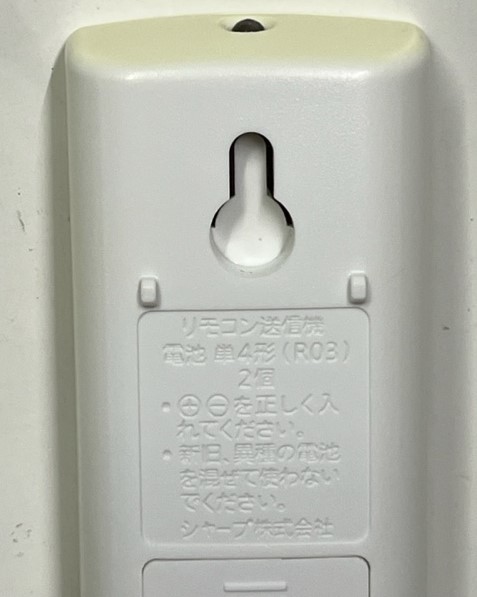 リモコン送信機
電池 単4形(R03)
2個
・⊕⊖を正しく入
れてください。
・新旧、異種の電池
を混ぜて使わない
でください。
シャープ株式会社